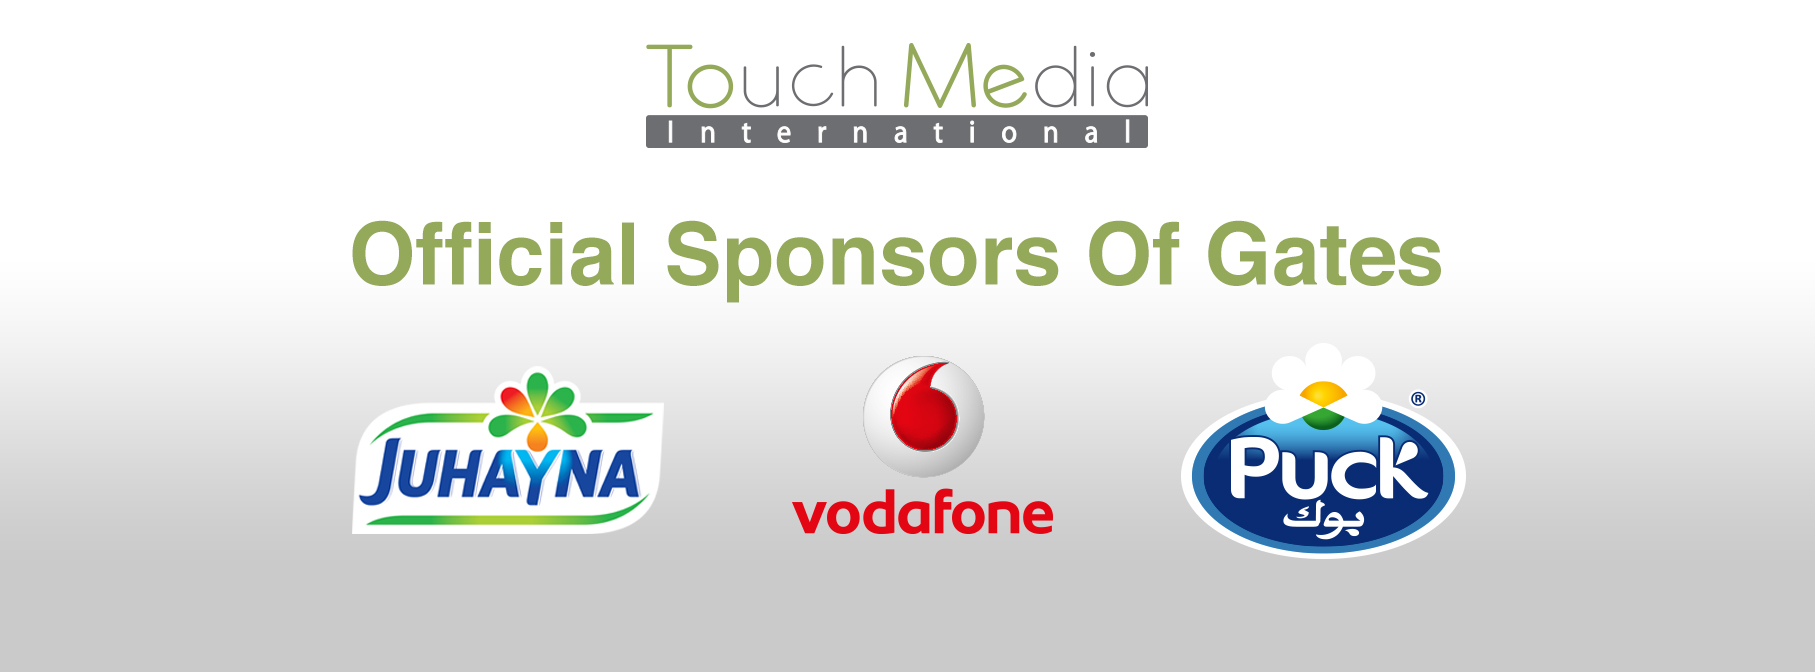 Touch Media
International
Official Sponsors Of Gates
JUHAYNA
vodafone
Puck ®
بوك